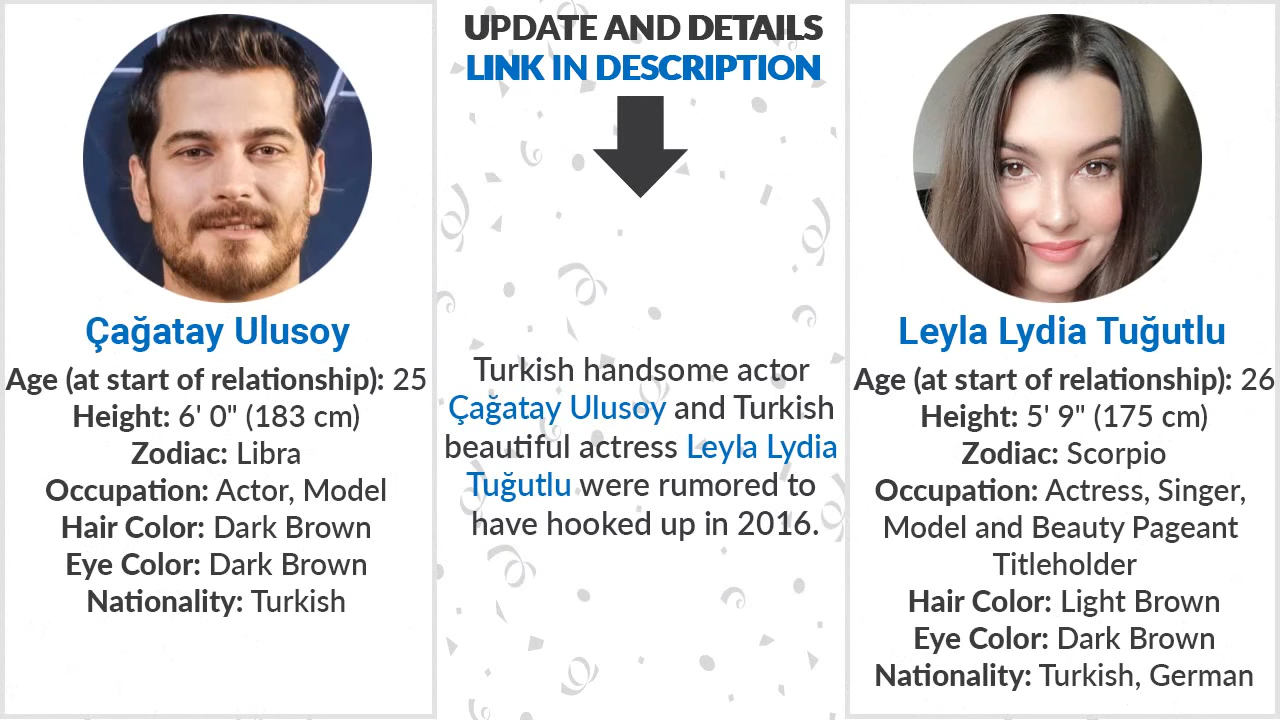 Çağatay Ulusoy
Age (at start of relationship): 25
Height: 6' 0" (183 cm)
Zodiac: Libra
Occupation: Actor, Model
Hair Color: Dark Brown
Eye Color: Dark Brown
Nationality: Turkish
UPDATE AND DETAILS
LINK IN DESCRIPTION
Turkish handsome actor
Çağatay Ulusoy and Turkish
beautiful actress Leyla Lydia
Tuğutlu were rumored to
have hooked up in 2016.
Leyla Lydia Tuğutlu
Age (at start of relationship): 26
Height: 5' 9" (175 cm)
Zodiac: Scorpio
Occupation: Actress, Singer,
Model and Beauty Pageant
Titleholder
Hair Color: Light Brown
Eye Color: Dark Brown
Nationality: Turkish, German